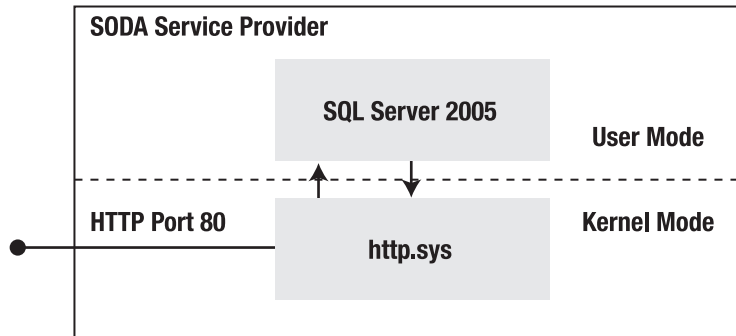 SODA Service Provider
SQL Server 2005
User Mode
HTTP Port 80
Kernel Mode
http.sys